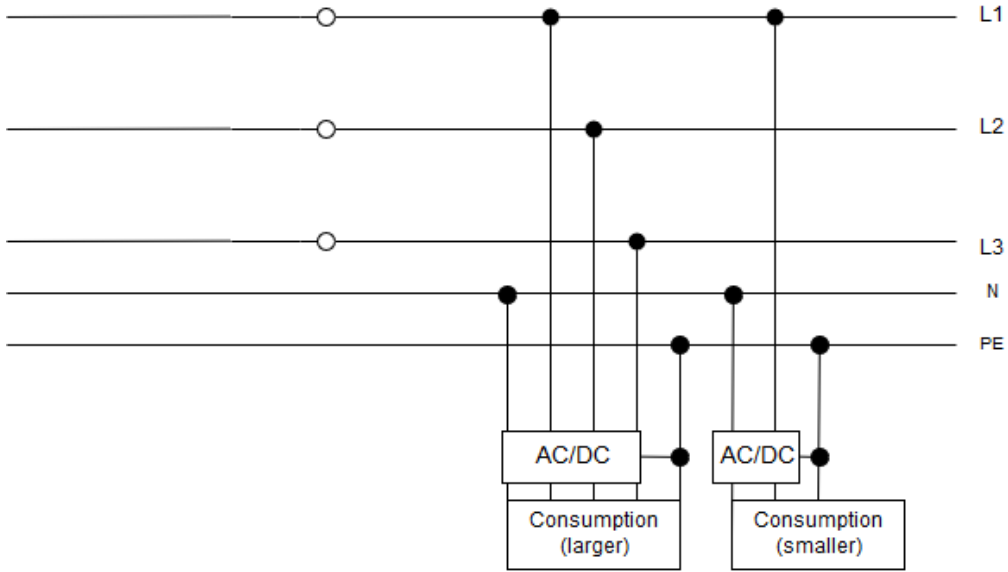 L1
L2
L3
N
PE
AC/DC
AC/DC
Consumption
(larger)
Consumption
(smaller)